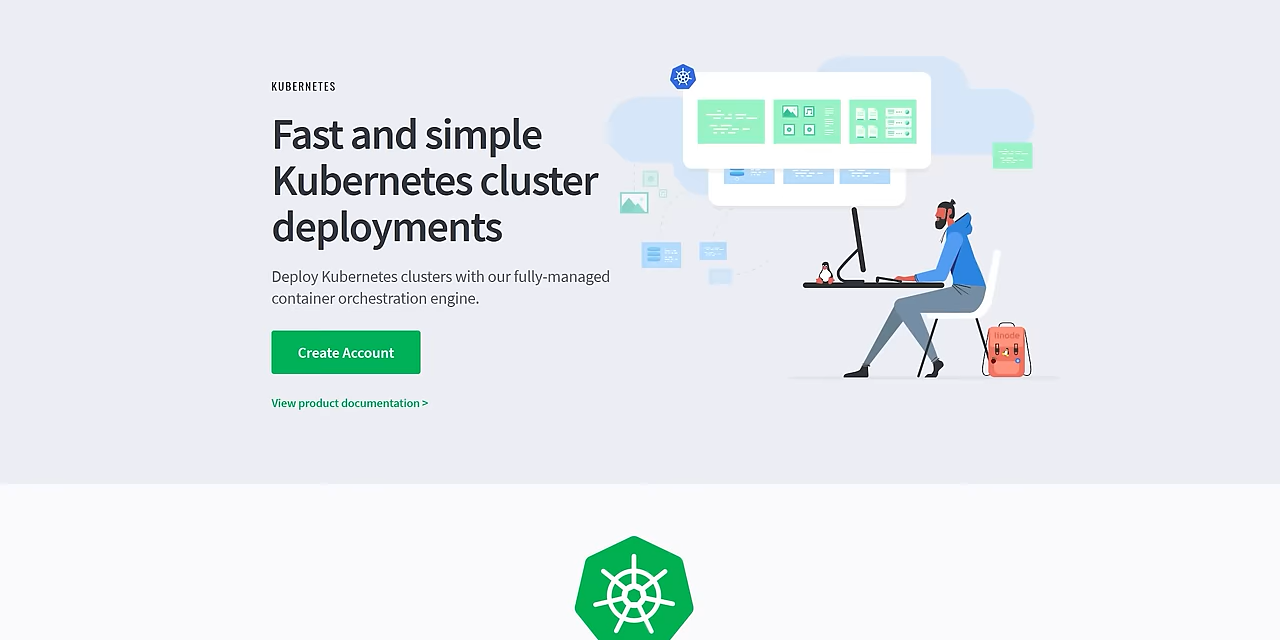 KUBERNETES
Fast and simple
Kubernetes cluster
deployments
Deploy Kubernetes clusters with our fully-managed
container orchestration engine.
Create Account
View product documentation >
linode